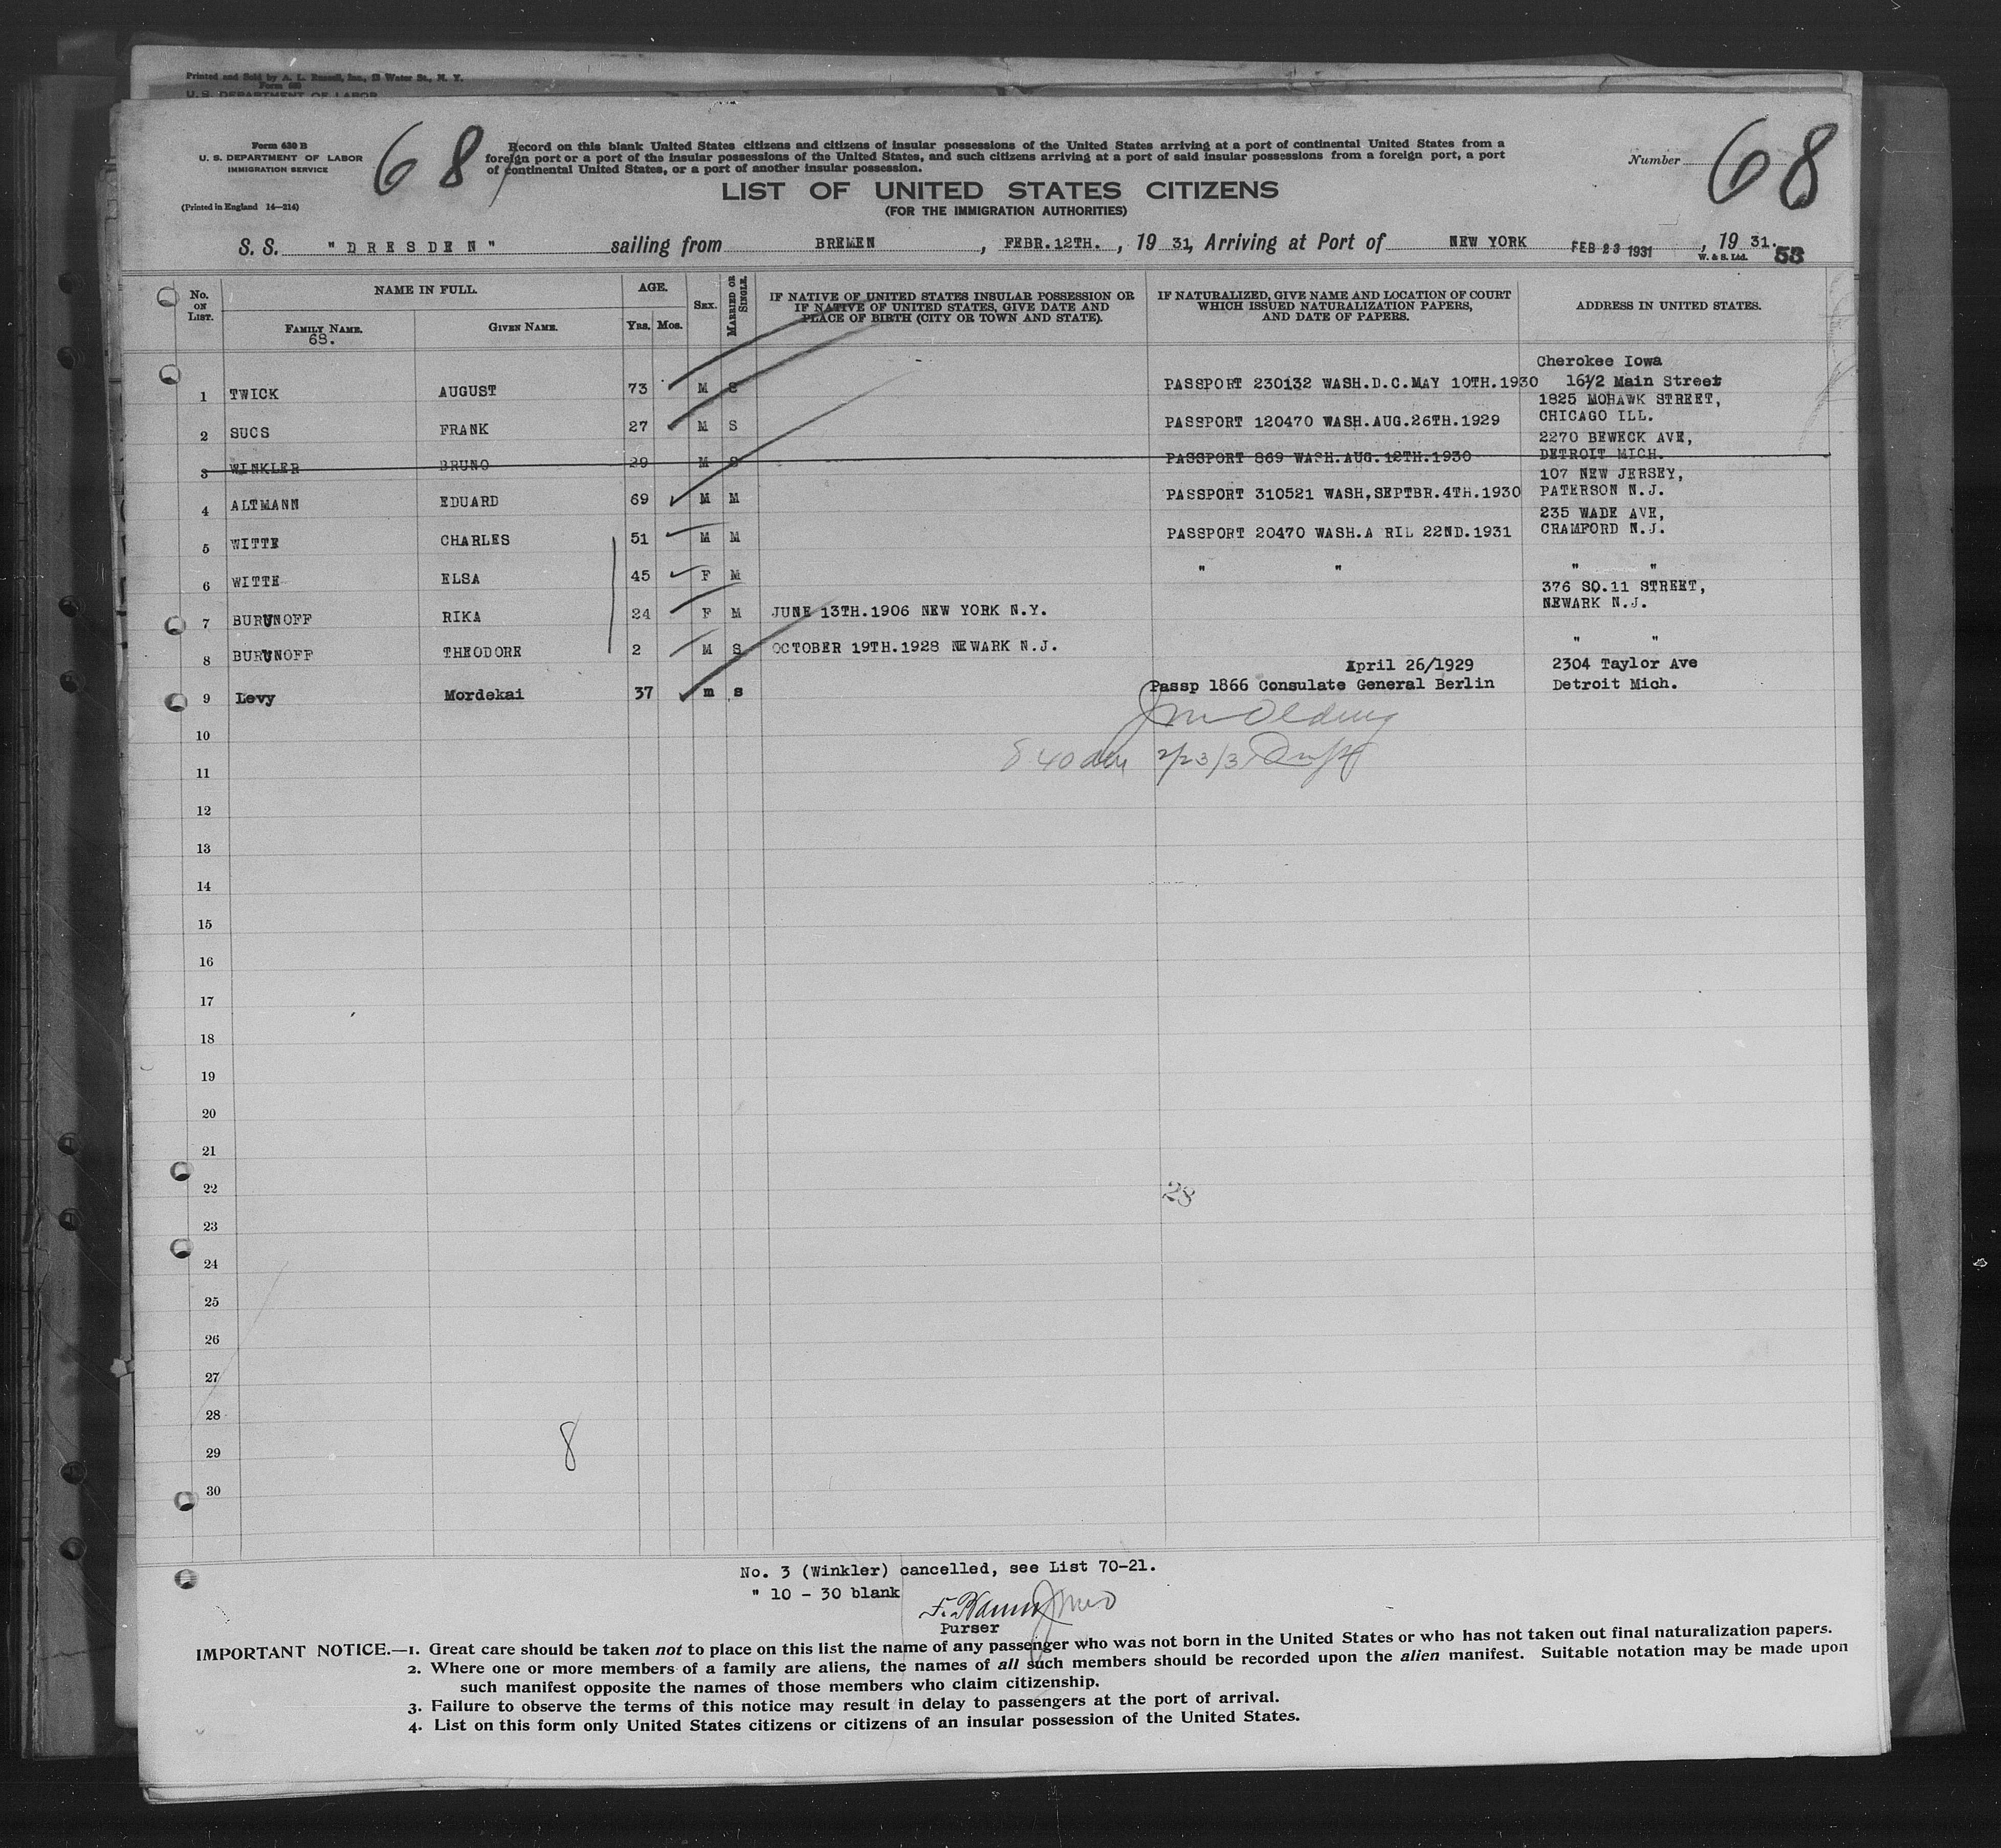 Printed and Sold by A. L. Russell, Inc., 13 Water St., N. Y.
U. S. DEPARTMENT OF LABOR
Form 630 B
U. S. DEPARTMENT OF LABOR
IMMIGRATION SERVICE
(Printed in England 14—214)
68
Record on this blank United States citizens and citizens of insular possessions of the United States arriving at a port of continental United States from a
foreign port or a port of the insular possessions of the United States, and such citizens arriving at a port of said insular possessions from a foreign port, a port
of continental United States, or a port of another insular possession.
Number 68
LIST OF UNITED STATES CITIZENS
(FOR THE IMMIGRATION AUTHORITIES)
S. S. "DRESDEN" sailing from BREMEN, FEBR.12TH., 19 31, Arriving at Port of NEW YORK FEB 23 1931, 19 31.
W. & S. Ltd. 53
No. ON LIST. NAME IN FULL. AGE. SEX. MARRIED OR SINGLE. IF NATIVE OF UNITED STATES INSULAR POSSESSION OR IF NATIVE OF UNITED STATES, GIVE DATE AND PLACE OF BIRTH (CITY OR TOWN AND STATE). IF NATURALIZED, GIVE NAME AND LOCATION OF COURT WHICH ISSUED NATURALIZATION PAPERS, AND DATE OF PAPERS. ADDRESS IN UNITED STATES.
FAMILY NAME. GIVEN NAME. Yrs. Mos.
68.
Cherokee Iowa
1 TWICK AUGUST 73 M S PASSPORT 230132 WASH.D.C.MAY 10TH.1930 16½ Main Street
1825 MOHAWK STREET,
2 SUCS FRANK 27 M S PASSPORT 120470 WASH.AUG.26TH.1929 CHICAGO ILL.
2270 BEWECK AVE,
3 WINKLER BRUNO 29 M S PASSPORT 869 WASH.AUG.12TH.1930 DETROIT MICH.
107 NEW JERSEY,
4 ALTMANN EDUARD 69 M M PASSPORT 310521 WASH,SEPTBR.4TH.1930 PATERSON N.J.
235 WADE AVE,
5 WITTE CHARLES 51 M M PASSPORT 20470 WASH.A RIL 22ND.1931 CRAMFORD N.J.
6 WITTE ELSA 45 F M " " " "
376 SO.11 STREET,
7 BURUNOFF RIKA 24 F M JUNE 13TH.1906 NEW YORK N.Y. NEWARK N.J.
8 BURUNOFF THEODORE 2 M S OCTOBER 19TH.1928 NEWARK N.J. " "
April 26/1929 2304 Taylor Ave
9 Levy Mordekai 37 m s Passp 1866 Consulate General Berlin Detroit Mich.
10
11 8 40 am 2/23/31
12
13
14
15
16
17
18
19
20
21
22 28
23
24
25
26
27
28
29 8
30
No. 3 (Winkler) cancelled, see List 70-21.
" 10 - 30 blank
Purser
IMPORTANT NOTICE.—1. Great care should be taken not to place on this list the name of any passenger who was not born in the United States or who has not taken out final naturalization papers.
2. Where one or more members of a family are aliens, the names of all such members should be recorded upon the alien manifest. Suitable notation may be made upon
such manifest opposite the names of those members who claim citizenship.
3. Failure to observe the terms of this notice may result in delay to passengers at the port of arrival.
4. List on this form only United States citizens or citizens of an insular possession of the United States.